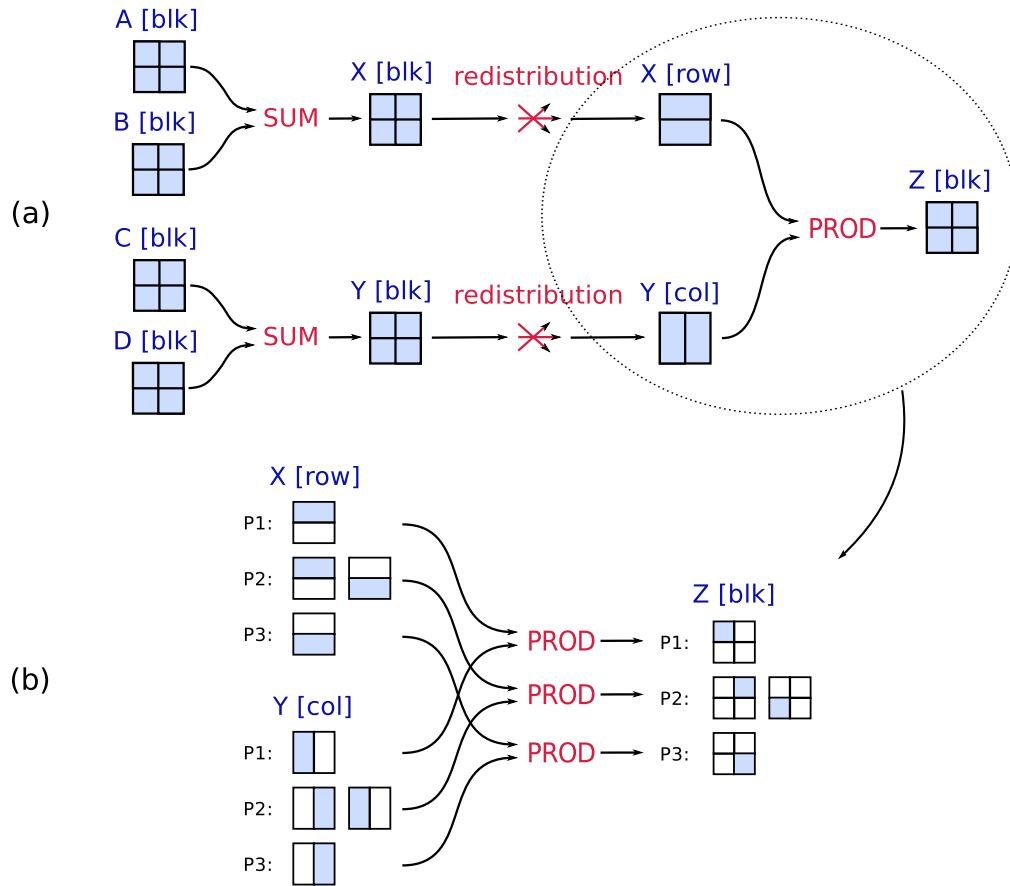 A [blk]
B [blk]
SUM
X [blk]
redistribution
X [row]
(a)
C [blk]
D [blk]
SUM
Y [blk]
redistribution
Y [col]
PROD
Z [blk]
(b)
X [row]
P1:
P2:
P3:
Y [col]
P1:
P2:
P3:
PROD
PROD
PROD
Z [blk]
P1:
P2:
P3: